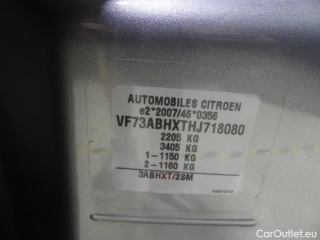 AUTOMOBILES CITROEN
e2*2007/46*0356
VF73ABHXTHJ718080
2205 KG
3405 KG
1-1150 KG
2-1160 KG
3ABHXT/2SM
CarOutlet.eu